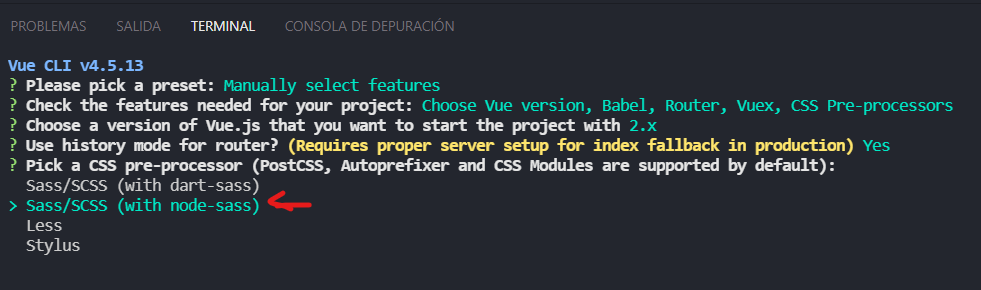 PROBLEMAS SALIDA TERMINAL CONSOLA DE DEPURACIÓN
Vue CLI v4.5.13
? Please pick a preset: Manually select features
? Check the features needed for your project: Choose Vue version, Babel, Router, Vuex, CSS Pre-processors
? Choose a version of Vue.js that you want to start the project with 2.x
? Use history mode for router? (Requires proper server setup for index fallback in production) Yes
? Pick a CSS pre-processor (PostCSS, Autoprefixer and CSS Modules are supported by default):
Sass/SCSS (with dart-sass)
> Sass/SCSS (with node-sass)
Less
Stylus